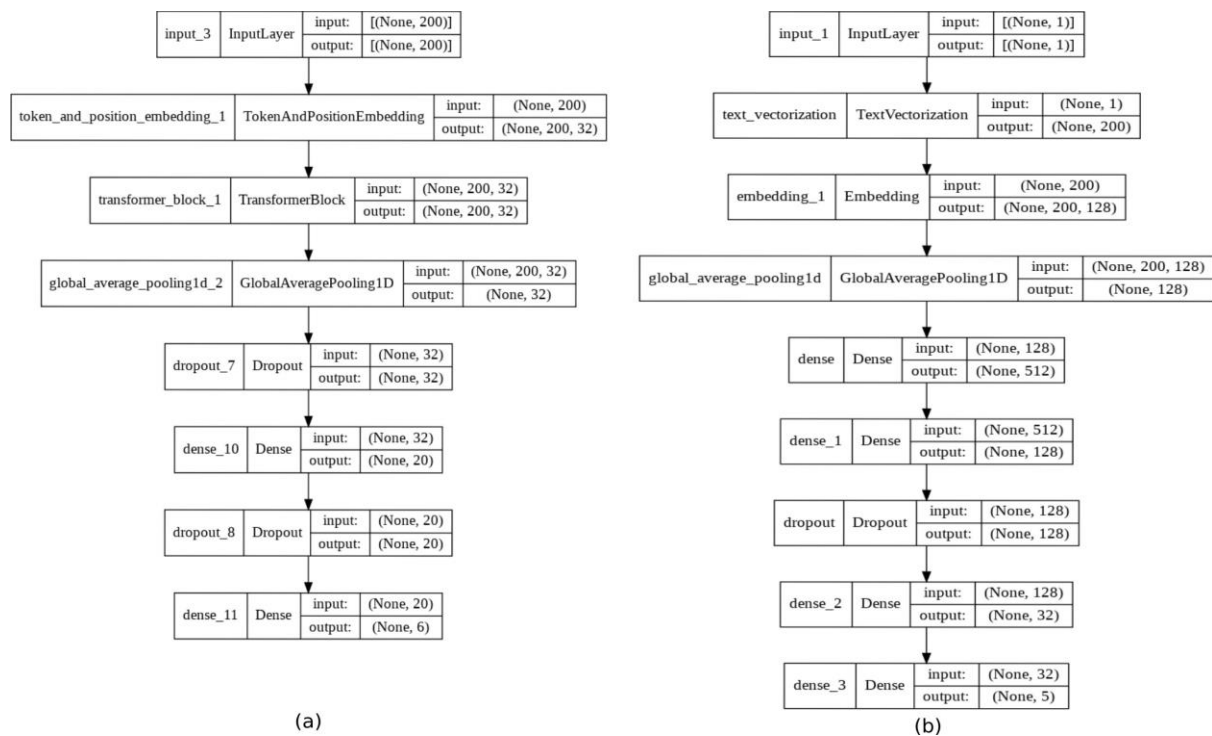 input_3 InputLayer input: [(None, 200)]
output: [(None, 200)]
token_and_position_embedding_1 TokenAndPositionEmbedding input: (None, 200)
output: (None, 200, 32)
transformer_block_1 TransformerBlock input: (None, 200, 32)
output: (None, 200, 32)
global_average_pooling1d_2 GlobalAveragePooling1D input: (None, 200, 32)
output: (None, 32)
dropout_7 Dropout input: (None, 32)
output: (None, 32)
dense_10 Dense input: (None, 32)
output: (None, 20)
dropout_8 Dropout input: (None, 20)
output: (None, 20)
dense_11 Dense input: (None, 20)
output: (None, 6)
(a)
input_1 InputLayer input: [(None, 1)]
output: [(None, 1)]
text_vectorization TextVectorization input: (None, 1)
output: (None, 200)
embedding_1 Embedding input: (None, 200)
output: (None, 200, 128)
global_average_pooling1d GlobalAveragePooling1D input: (None, 200, 128)
output: (None, 128)
dense Dense input: (None, 128)
output: (None, 512)
dense_1 Dense input: (None, 512)
output: (None, 128)
dropout Dropout input: (None, 128)
output: (None, 128)
dense_2 Dense input: (None, 128)
output: (None, 32)
dense_3 Dense input: (None, 32)
output: (None, 5)
(b)